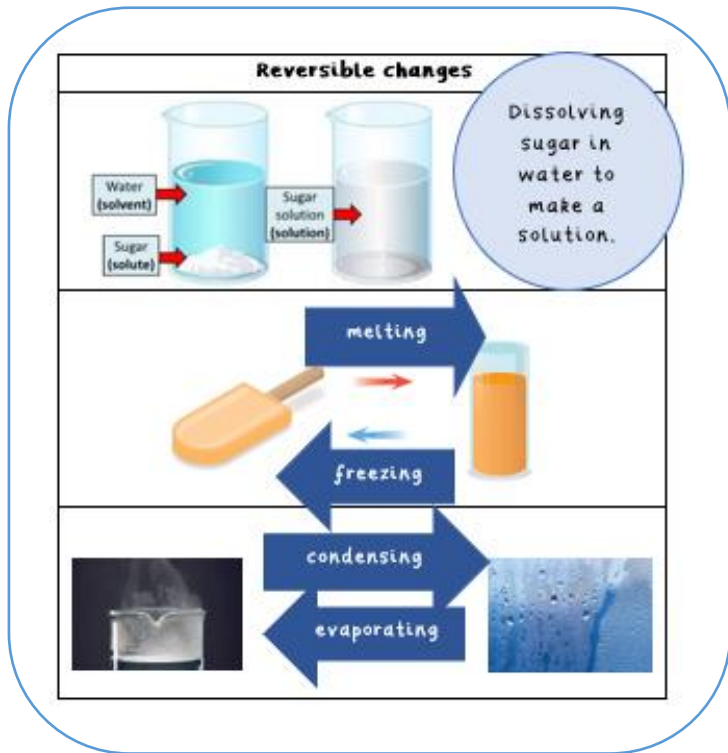 Reversible changes
Dissolving
sugar in
water to
make a
solution.
Water
(solvent)
Sugar
(solute)
Sugar
solution
(solution)
melting
freezing
condensing
evaporating